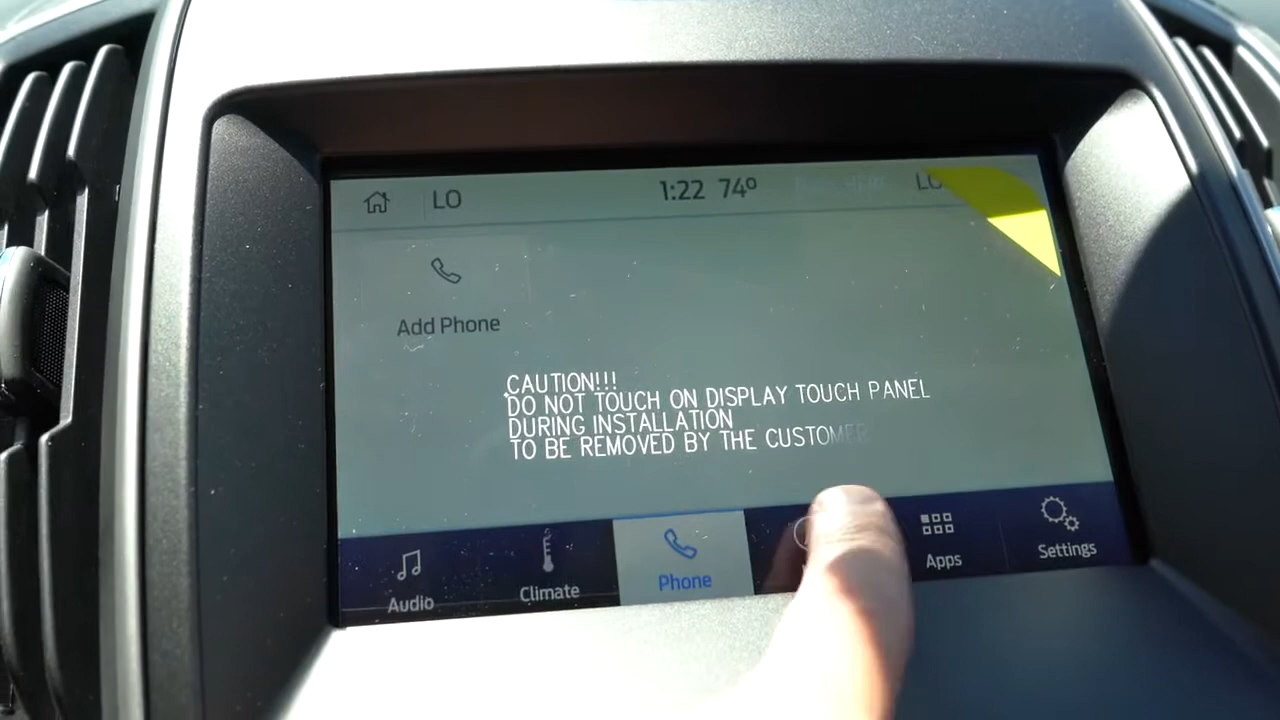 LO 1:22 74º LO
Add Phone
CAUTION!!!
DO NOT TOUCH ON DISPLAY TOUCH PANEL
DURING INSTALLATION
TO BE REMOVED BY THE CUSTOMER
Audio Climate Phone Apps Settings